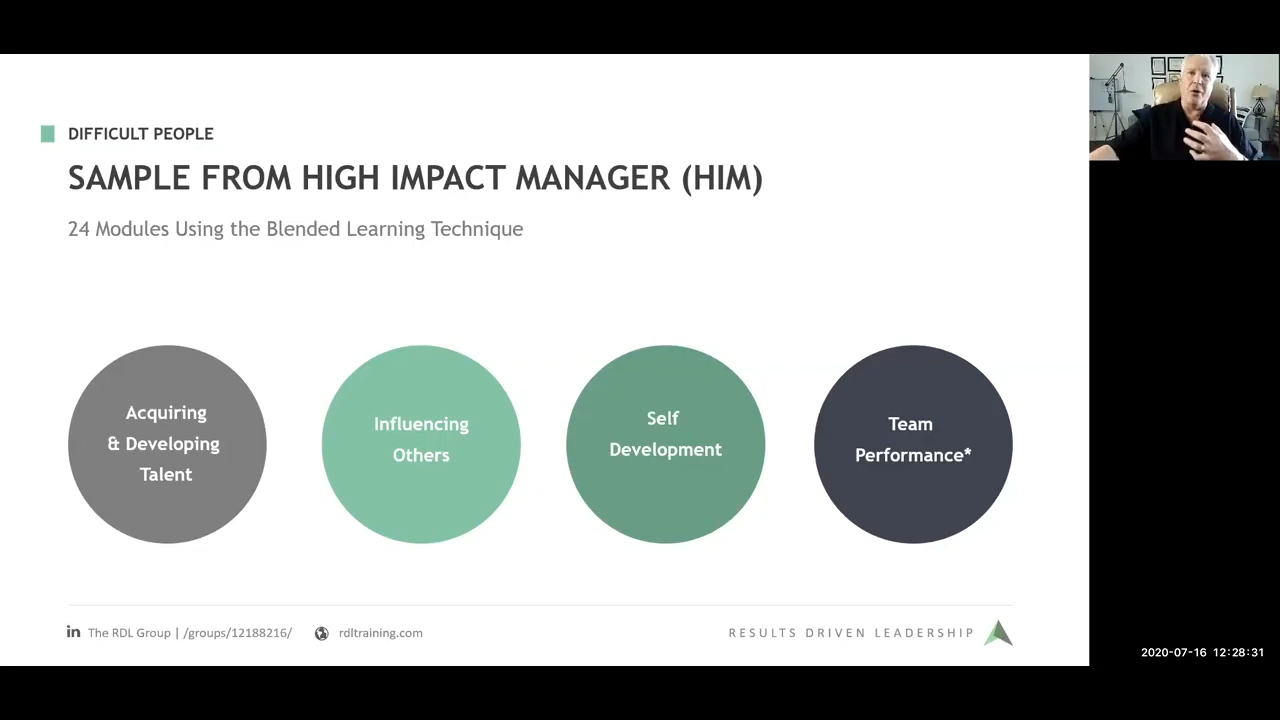 DIFFICULT PEOPLE
SAMPLE FROM HIGH IMPACT MANAGER (HIM)
24 Modules Using the Blended Learning Technique
Acquiring
& Developing
Talent
Influencing
Others
Self
Development
Team
Performance*
in The RDL Group | /groups/12188216/ rdltraining.com
RESULTS DRIVEN LEADERSHIP
2020-07-16 12:28:31